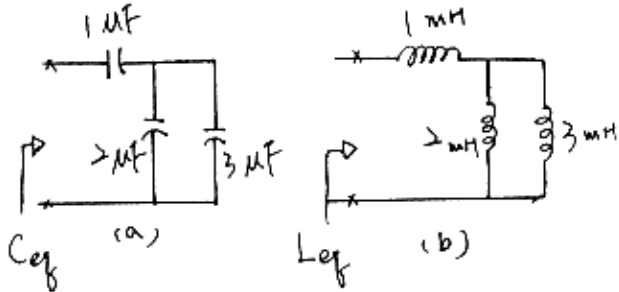 1 μF
2 μF
3 μF
Ceq
(a)
1 mH
2 mH
3 mH
Leq
(b)